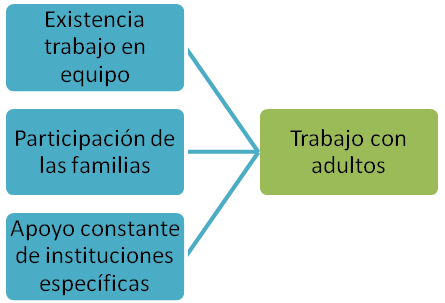 Existencia
trabajo en
equipo
Participación de
las familias
Trabajo con
adultos
Apoyo constante
de instituciones
específicas